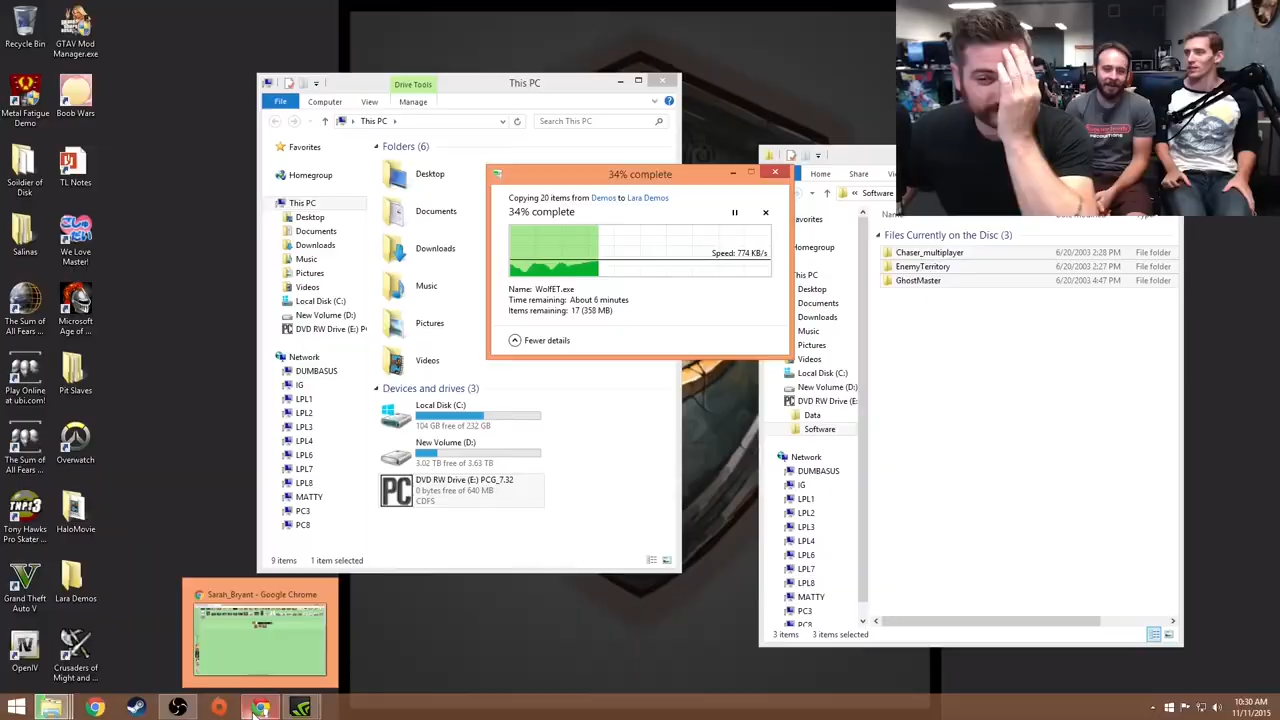 Recycle Bin
GTAV Mod
Manager.exe
Metal Fatigue
Demo
Boob Wars
Soldier of
TL Notes
Salinas
We Love
Master!
The Sum of
All Fears ...
Microsoft
Age of
Play Online
at ubi.com!
Pit Slaves
The Sum of
All Fears ...
Overwatch
Tony Hawks
Pro Skater ...
HaloMovie
Grand Theft
Auto V
Lara Demos
OpenIV
Crusaders of
Might and ...
Drive Tools
This PC
File
Computer
View
Manage
This PC
Search This PC
Favorites
Homegroup
This PC
Desktop
Documents
Downloads
Music
Pictures
Videos
Local Disk (C:)
New Volume (D:)
DVD RW Drive (E:) P
Network
DUMBASUS
IG
LPL1
LPL2
LPL3
LPL4
LPL6
LPL7
LPL8
MATTY
PC3
PC8
Folders (6)
Desktop
Documents
Downloads
Music
Pictures
Videos
Devices and drives (3)
Local Disk (C:)
104 GB free of 232 GB
New Volume (D:)
3.02 TB free of 3.63 TB
PC
DVD RW Drive (E:) PCG_7.32
0 bytes free of 640 MB
CDFS
9 items
1 item selected
34% complete
Copying 20 items from Demos to Lara Demos
34% complete
Speed: 774 KB/s
Name: WolfET.exe
Time remaining: About 6 minutes
Items remaining: 17 (358 MB)
Fewer details
Home
Share
« Software
Files Currently on the Disc (3)
Chaser_multiplayer
6/20/2003 2:28 PM
File folder
EnemyTerritory
6/20/2003 2:27 PM
File folder
GhostMaster
6/20/2003 4:47 PM
File folder
avorites
omegroup
his PC
Desktop
Documents
Downloads
Music
Pictures
Videos
Local Disk (C:)
New Volume (D:)
DVD RW Drive (E:
Data
Software
Network
DUMBASUS
IG
LPL1
LPL2
LPL3
LPL4
LPL6
LPL7
LPL8
MATTY
PC3
PC8
3 items
3 items selected
Sarah_Bryant - Google Chrome
10:30 AM
11/11/2015